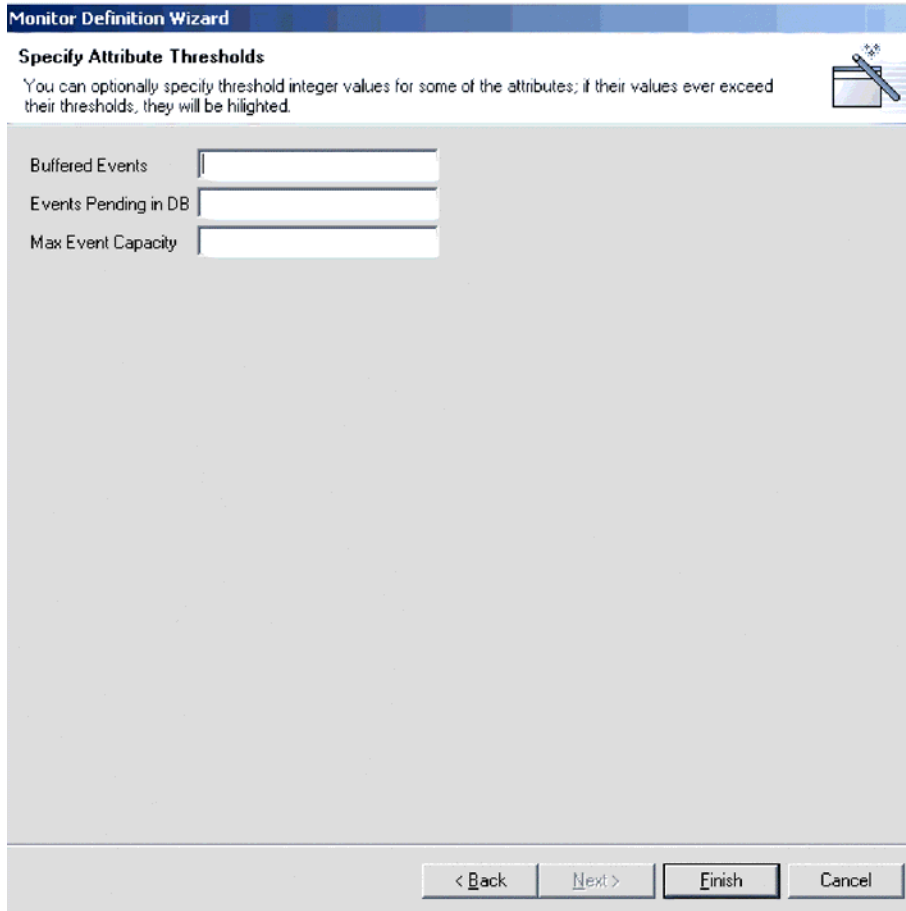 Monitor Definition Wizard
Specify Attribute Thresholds
You can optionally specify threshold integer values for some of the attributes; if their values ever exceed
their thresholds, they will be hilighted.
Buffered Events
Events Pending in DB
Max Event Capacity
< Back Next > Finish Cancel